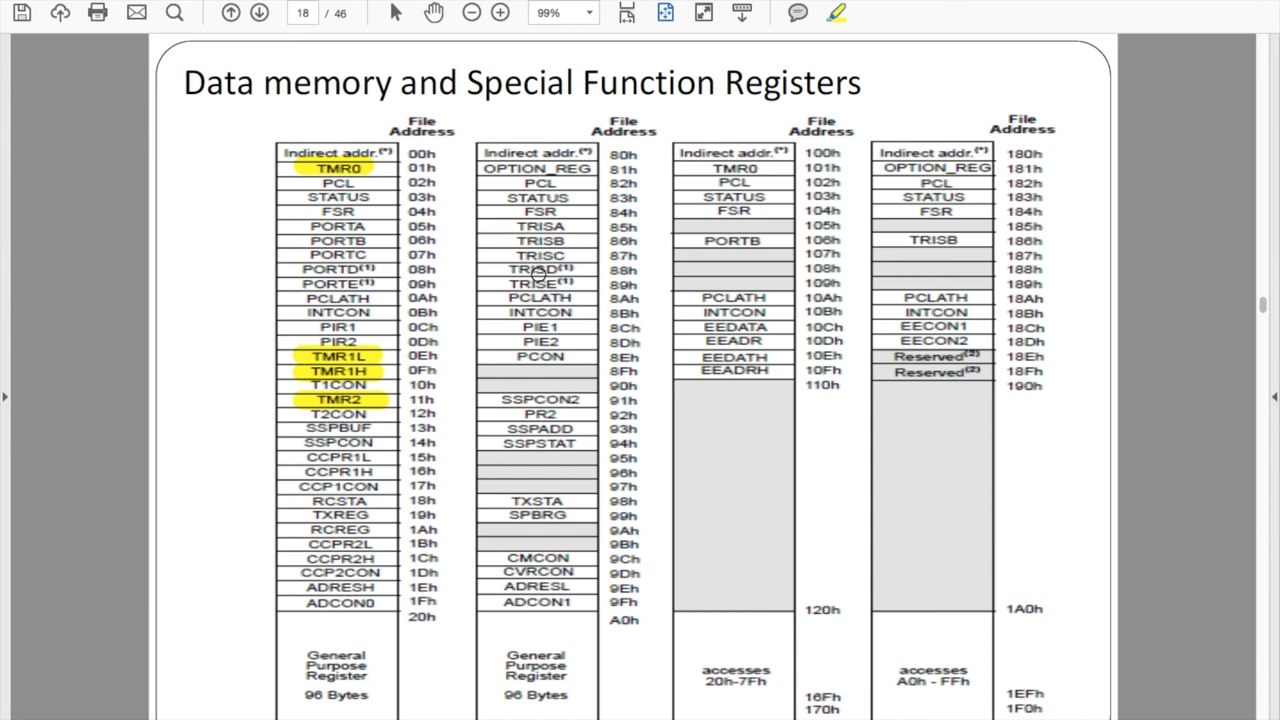 18 / 46 99%
Data memory and Special Function Registers
File Address File Address File Address File Address
Indirect addr.(*) 00h Indirect addr.(*) 80h Indirect addr.(*) 100h Indirect addr.(*) 180h
TMR0 01h OPTION_REG 81h TMR0 101h OPTION_REG 181h
PCL 02h PCL 82h PCL 102h PCL 182h
STATUS 03h STATUS 83h STATUS 103h STATUS 183h
FSR 04h FSR 84h FSR 104h FSR 184h
PORTA 05h TRISA 85h 105h 185h
PORTB 06h TRISB 86h PORTB 106h TRISB 186h
PORTC 07h TRISC 87h 107h 187h
PORTD(1) 08h TRISD(1) 88h 108h 188h
PORTE(1) 09h TRISE(1) 89h 109h 189h
PCLATH 0Ah PCLATH 8Ah PCLATH 10Ah PCLATH 18Ah
INTCON 0Bh INTCON 8Bh INTCON 10Bh INTCON 18Bh
PIR1 0Ch PIE1 8Ch EEDATA 10Ch EECON1 18Ch
PIR2 0Dh PIE2 8Dh EEADR 10Dh EECON2 18Dh
TMR1L 0Eh PCON 8Eh EEDATH 10Eh Reserved(2) 18Eh
TMR1H 0Fh 8Fh EEADRH 10Fh Reserved(2) 18Fh
T1CON 10h 90h 110h 190h
TMR2 11h SSPCON2 91h
T2CON 12h PR2 92h
SSPBUF 13h SSPADD 93h
SSPCON 14h SSPSTAT 94h
CCPR1L 15h 95h
CCPR1H 16h 96h
CCP1CON 17h 97h
RCSTA 18h TXSTA 98h
TXREG 19h SPBRG 99h
RCREG 1Ah 9Ah
CCPR2L 1Bh 9Bh
CCPR2H 1Ch CMCON 9Ch
CCP2CON 1Dh CVRCON 9Dh
ADRESH 1Eh ADRESL 9Eh
ADCON0 1Fh ADCON1 9Fh
20h A0h 120h 1A0h
General General
Purpose Purpose accesses accesses
Register Register 20h-7Fh A0h - FFh
96 Bytes 96 Bytes 16Fh 1EFh
170h 1F0h